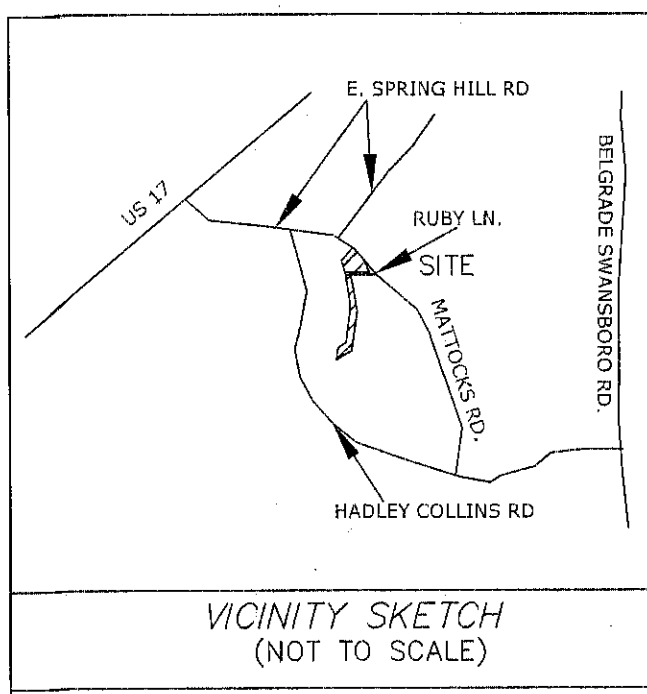 E. SPRING HILL RD
US 17
BELGRADE SWANSBORO RD.
RUBY LN.
SITE
MATTOCKS RD.
HADLEY COLLINS RD
VICINITY SKETCH
(NOT TO SCALE)